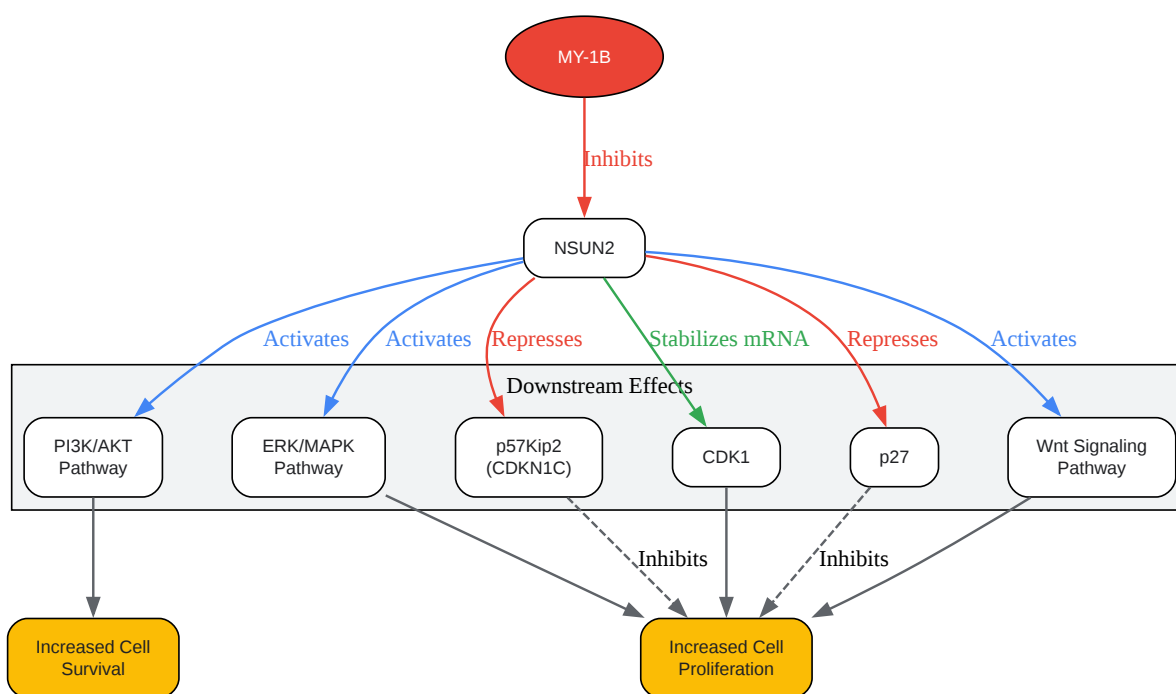 MY-1B
Inhibits
NSUN2
Activates
Activates
Represses
Stabilizes mRNA
Represses
Activates
Downstream Effects
PI3K/AKT
Pathway
ERK/MAPK
Pathway
p57Kip2
(CDKN1C)
CDK1
p27
Wnt Signaling
Pathway
Inhibits
Inhibits
Increased Cell
Survival
Increased Cell
Proliferation